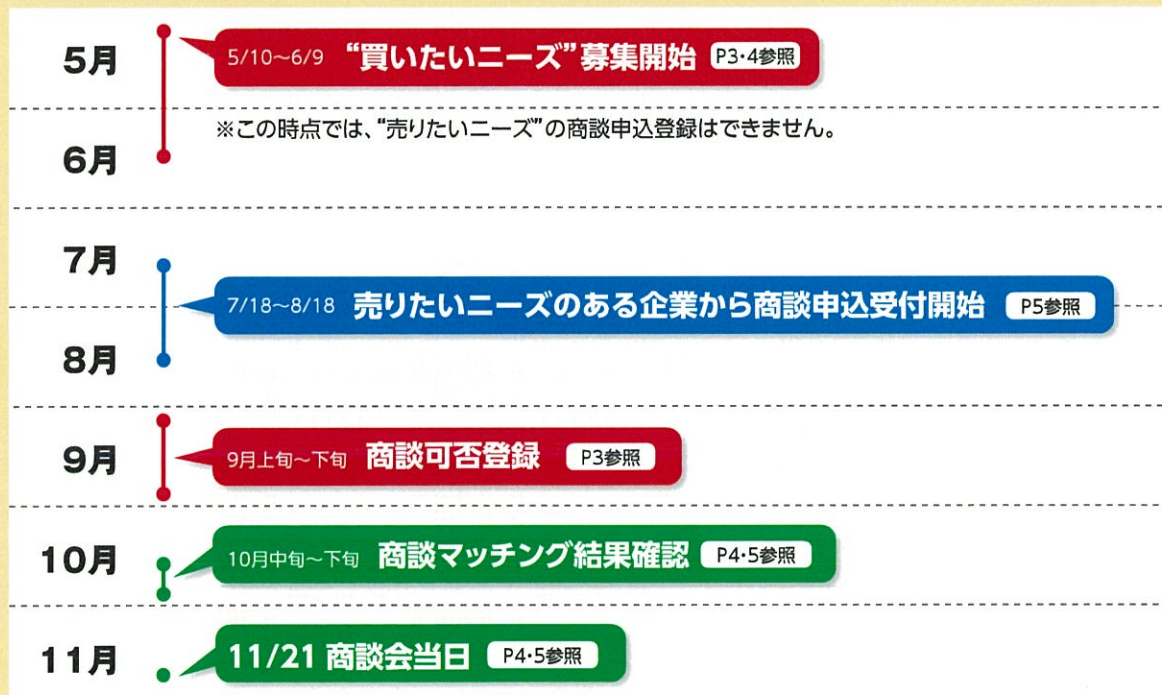 5月
5/10～6/9 “買いたいニーズ”募集開始 P3・4参照
※この時点では、“売りたいニーズ”の商談申込登録はできません。
6月
7月
7/18～8/18 売りたいニーズのある企業から商談申込受付開始 P5参照
8月
9月
9月上旬～下旬 商談可否登録 P3参照
10月
10月中旬～下旬 商談マッチング結果確認 P4・5参照
11月
11/21 商談会当日 P4・5参照